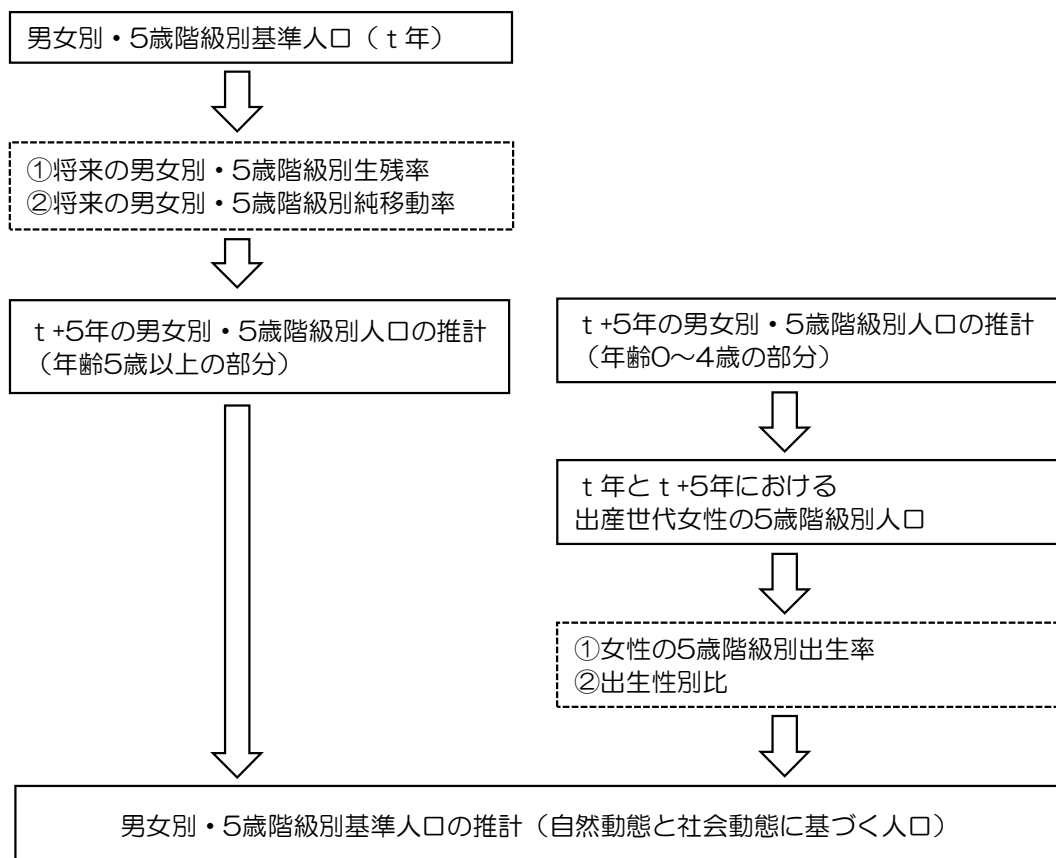 男女別・5歳階級別基準人口（ｔ年）
①将来の男女別・5歳階級別生残率
②将来の男女別・5歳階級別純移動率
ｔ+5年の男女別・5歳階級別人口の推計
（年齢5歳以上の部分）
ｔ+5年の男女別・5歳階級別人口の推計
（年齢0～4歳の部分）
ｔ年とｔ+5年における
出産世代女性の5歳階級別人口
①女性の5歳階級別出生率
②出生性別比
男女別・5歳階級別基準人口の推計（自然動態と社会動態に基づく人口）